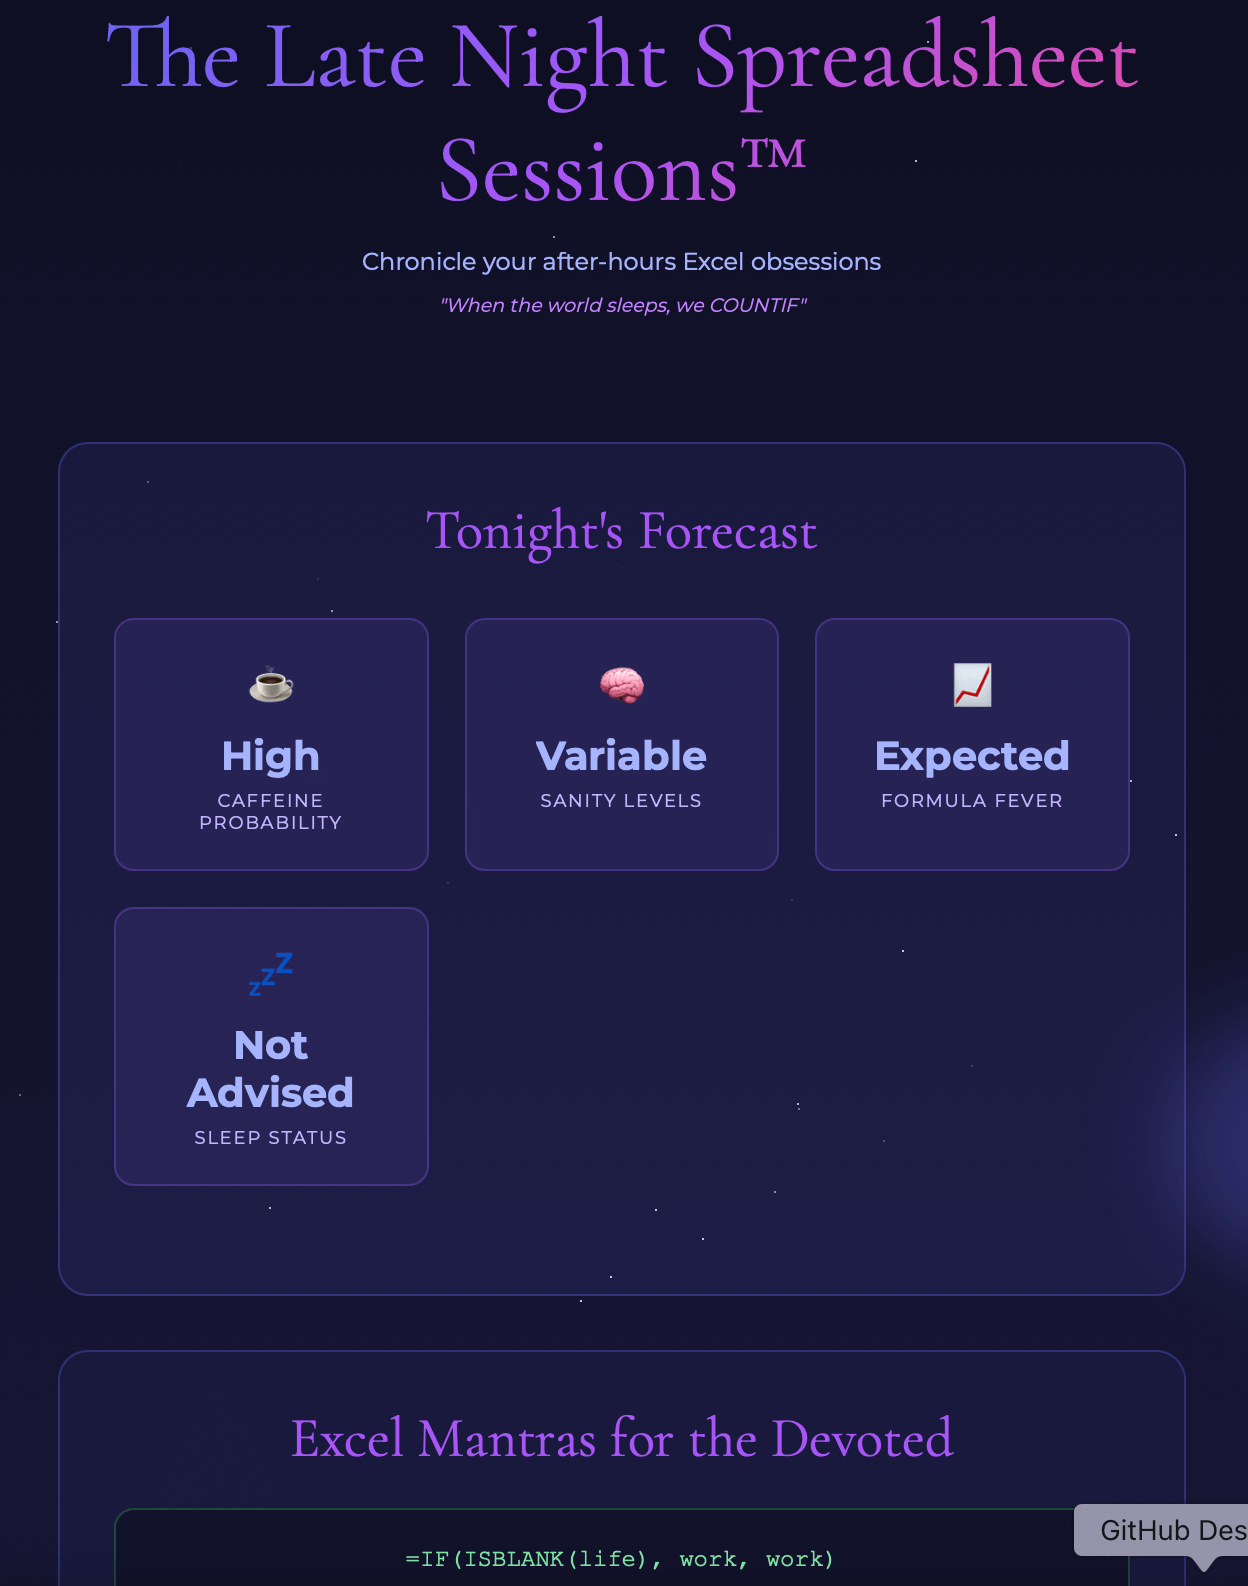 The Late Night Spreadsheet
Sessions™
Chronicle your after-hours Excel obsessions
"When the world sleeps, we COUNTIF"
Tonight's Forecast
High
CAFFEINE
PROBABILITY
Variable
SANITY LEVELS
Expected
FORMULA FEVER
zzZ
Not
Advised
SLEEP STATUS
Excel Mantras for the Devoted
=IF(ISBLANK(life), work, work)
GitHub Des